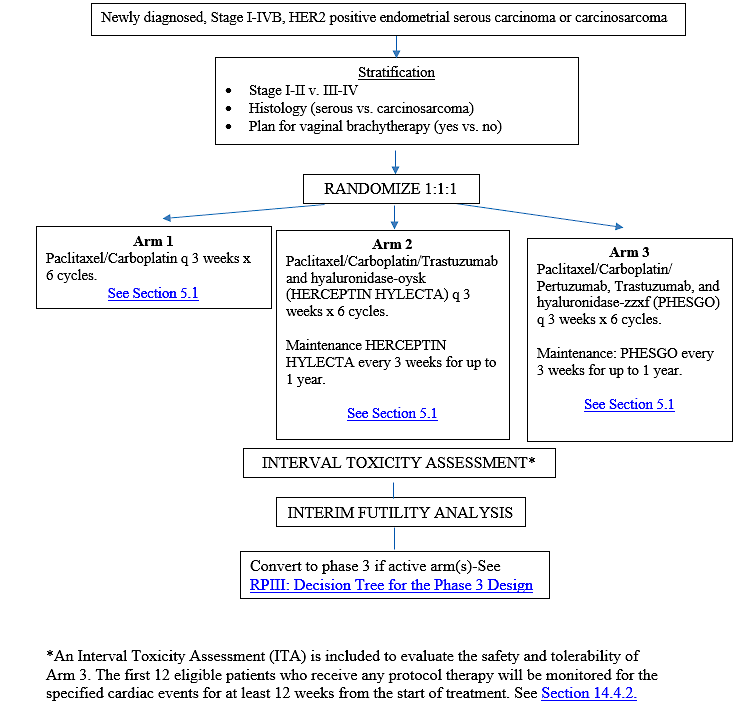 Newly diagnosed, Stage I-IVB, HER2 positive endometrial serous carcinoma or carcinosarcoma
Stratification
• Stage I-II v. III-IV
• Histology (serous vs. carcinosarcoma)
• Plan for vaginal brachytherapy (yes vs. no)
RANDOMIZE 1:1:1
Arm 1
Paclitaxel/Carboplatin q 3 weeks x
6 cycles.
See Section 5.1
Arm 2
Paclitaxel/Carboplatin/Trastuzumab
and hyaluronidase-oysk
(HERCEPTIN HYLECTA) q 3
weeks x 6 cycles.
Maintenance HERCEPTIN
HYLECTA every 3 weeks for up to
1 year.
See Section 5.1
Arm 3
Paclitaxel/Carboplatin/
Pertuzumab, Trastuzumab, and
hyaluronidase-zzxf (PHESGO)
q 3 weeks x 6 cycles.
Maintenance: PHESGO every
3 weeks for up to 1 year.
See Section 5.1
INTERVAL TOXICITY ASSESSMENT*
INTERIM FUTILITY ANALYSIS
Convert to phase 3 if active arm(s)-See
RPIII: Decision Tree for the Phase 3 Design
*An Interval Toxicity Assessment (ITA) is included to evaluate the safety and tolerability of
Arm 3. The first 12 eligible patients who receive any protocol therapy will be monitored for the
specified cardiac events for at least 12 weeks from the start of treatment. See Section 14.4.2.